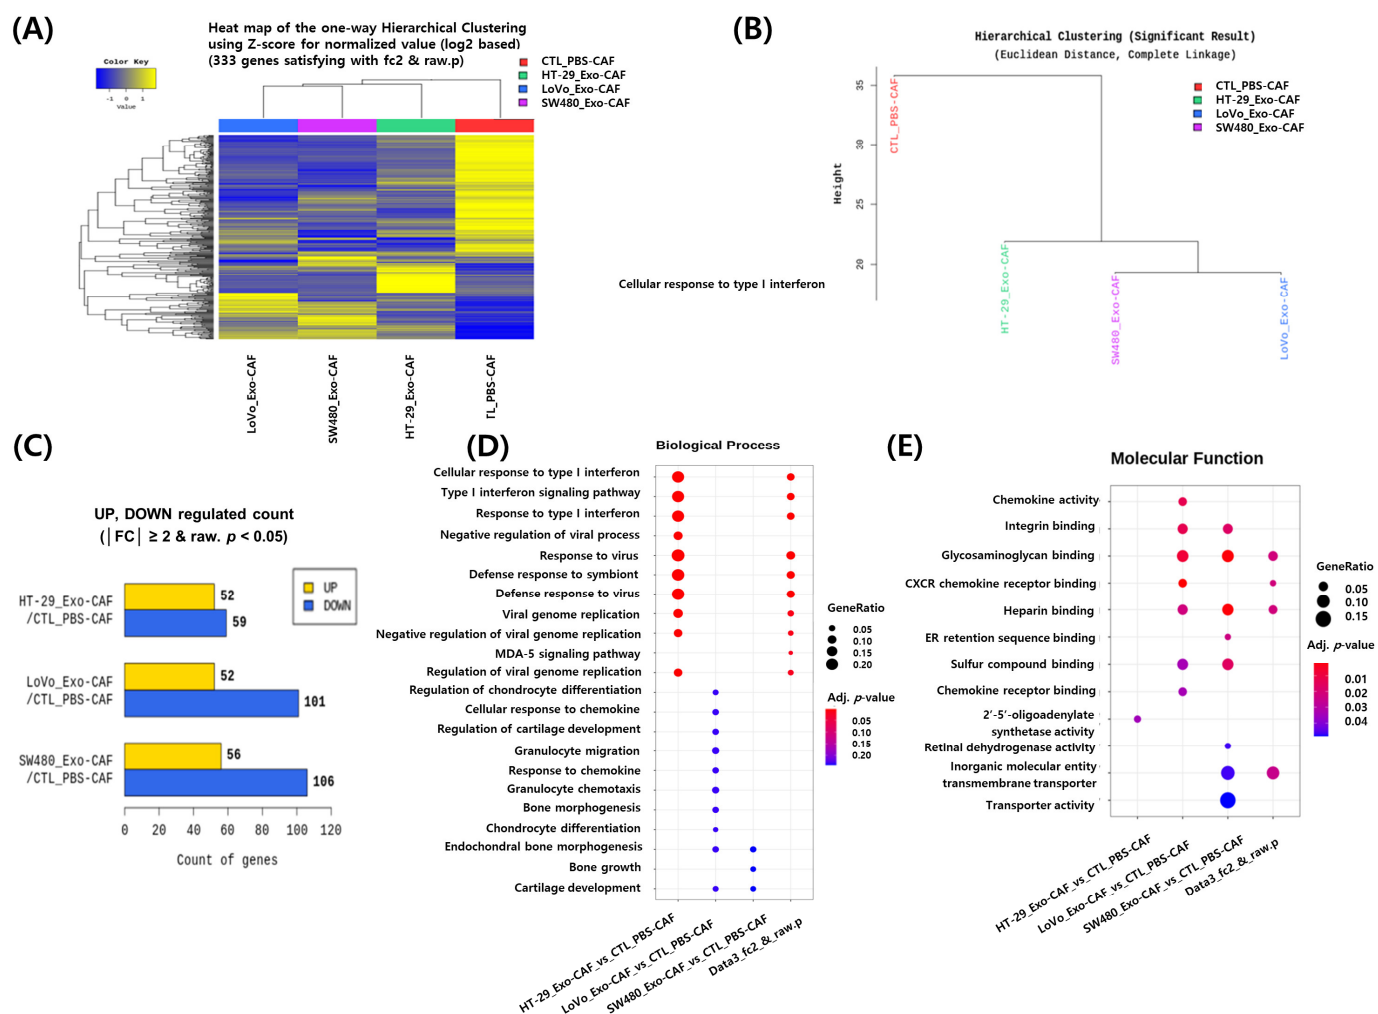 (A)
Heat map of the one-way Hierarchical Clustering
using Z-score for normalized value (log2 based)
(333 genes satisfying with fc2 & raw.p)
Color Key
-1 0 1
Value
CTL_PBS-CAF
HT-29_Exo-CAF
LoVo_Exo-CAF
SW480_Exo-CAF
LoVo_Exo-CAF
SW480_Exo-CAF
HT-29_Exo-CAF
TL_PBS-CAF
(B)
Hierarchical Clustering (Significant Result)
(Euclidean Distance, Complete Linkage)
CTL_PBS-CAF
HT-29_Exo-CAF
LoVo_Exo-CAF
SW480_Exo-CAF
Height
35
30
25
20
CTL_PBS-CAF
HT-29_Exo-CAF
SW480_Exo-CAF
LoVo_Exo-CAF
Cellular response to type I interferon
(C)
UP, DOWN regulated count
(|FC| ≥ 2 & raw. p < 0.05)
UP
DOWN
HT-29_Exo-CAF
/CTL_PBS-CAF
52
59
LoVo_Exo-CAF
/CTL_PBS-CAF
52
101
SW480_Exo-CAF
/CTL_PBS-CAF
56
106
0 20 40 60 80 100 120
Count of genes
(D)
Biological Process
Cellular response to type I interferon
Type I interferon signaling pathway
Response to type I interferon
Negative regulation of viral process
Response to virus
Defense response to symbiont
Defense response to virus
Viral genome replication
Negative regulation of viral genome replication
MDA-5 signaling pathway
Regulation of viral genome replication
Regulation of chondrocyte differentiation
Cellular response to chemokine
Regulation of cartilage development
Granulocyte migration
Response to chemokine
Granulocyte chemotaxis
Bone morphogenesis
Chondrocyte differentiation
Endochondral bone morphogenesis
Bone growth
Cartilage development
HT-29_Exo-CAF_vs_CTL_PBS-CAF
LoVo_Exo-CAF_vs_CTL_PBS-CAF
SW480_Exo-CAF_vs_CTL_PBS-CAF
Data3_fc2_&_raw.p
GeneRatio
0.05
0.10
0.15
0.20
Adj. p-value
0.05
0.10
0.15
0.20
(E)
Molecular Function
Chemokine activity
Integrin binding
Glycosaminoglycan binding
CXCR chemokine receptor binding
Heparin binding
ER retention sequence binding
Sulfur compound binding
Chemokine receptor binding
2’-5’-oligoadenylate
synthetase activity
Retinal dehydrogenase activity
Inorganic molecular entity
transmembrane transporter
Transporter activity
HT-29_Exo-CAF_vs_CTL_PBS-CAF
LoVo_Exo-CAF_vs_CTL_PBS-CAF
SW480_Exo-CAF_vs_CTL_PBS-CAF
Data3_fc2_&_raw.p
GeneRatio
0.05
0.10
0.15
Adj. p-value
0.01
0.02
0.03
0.04